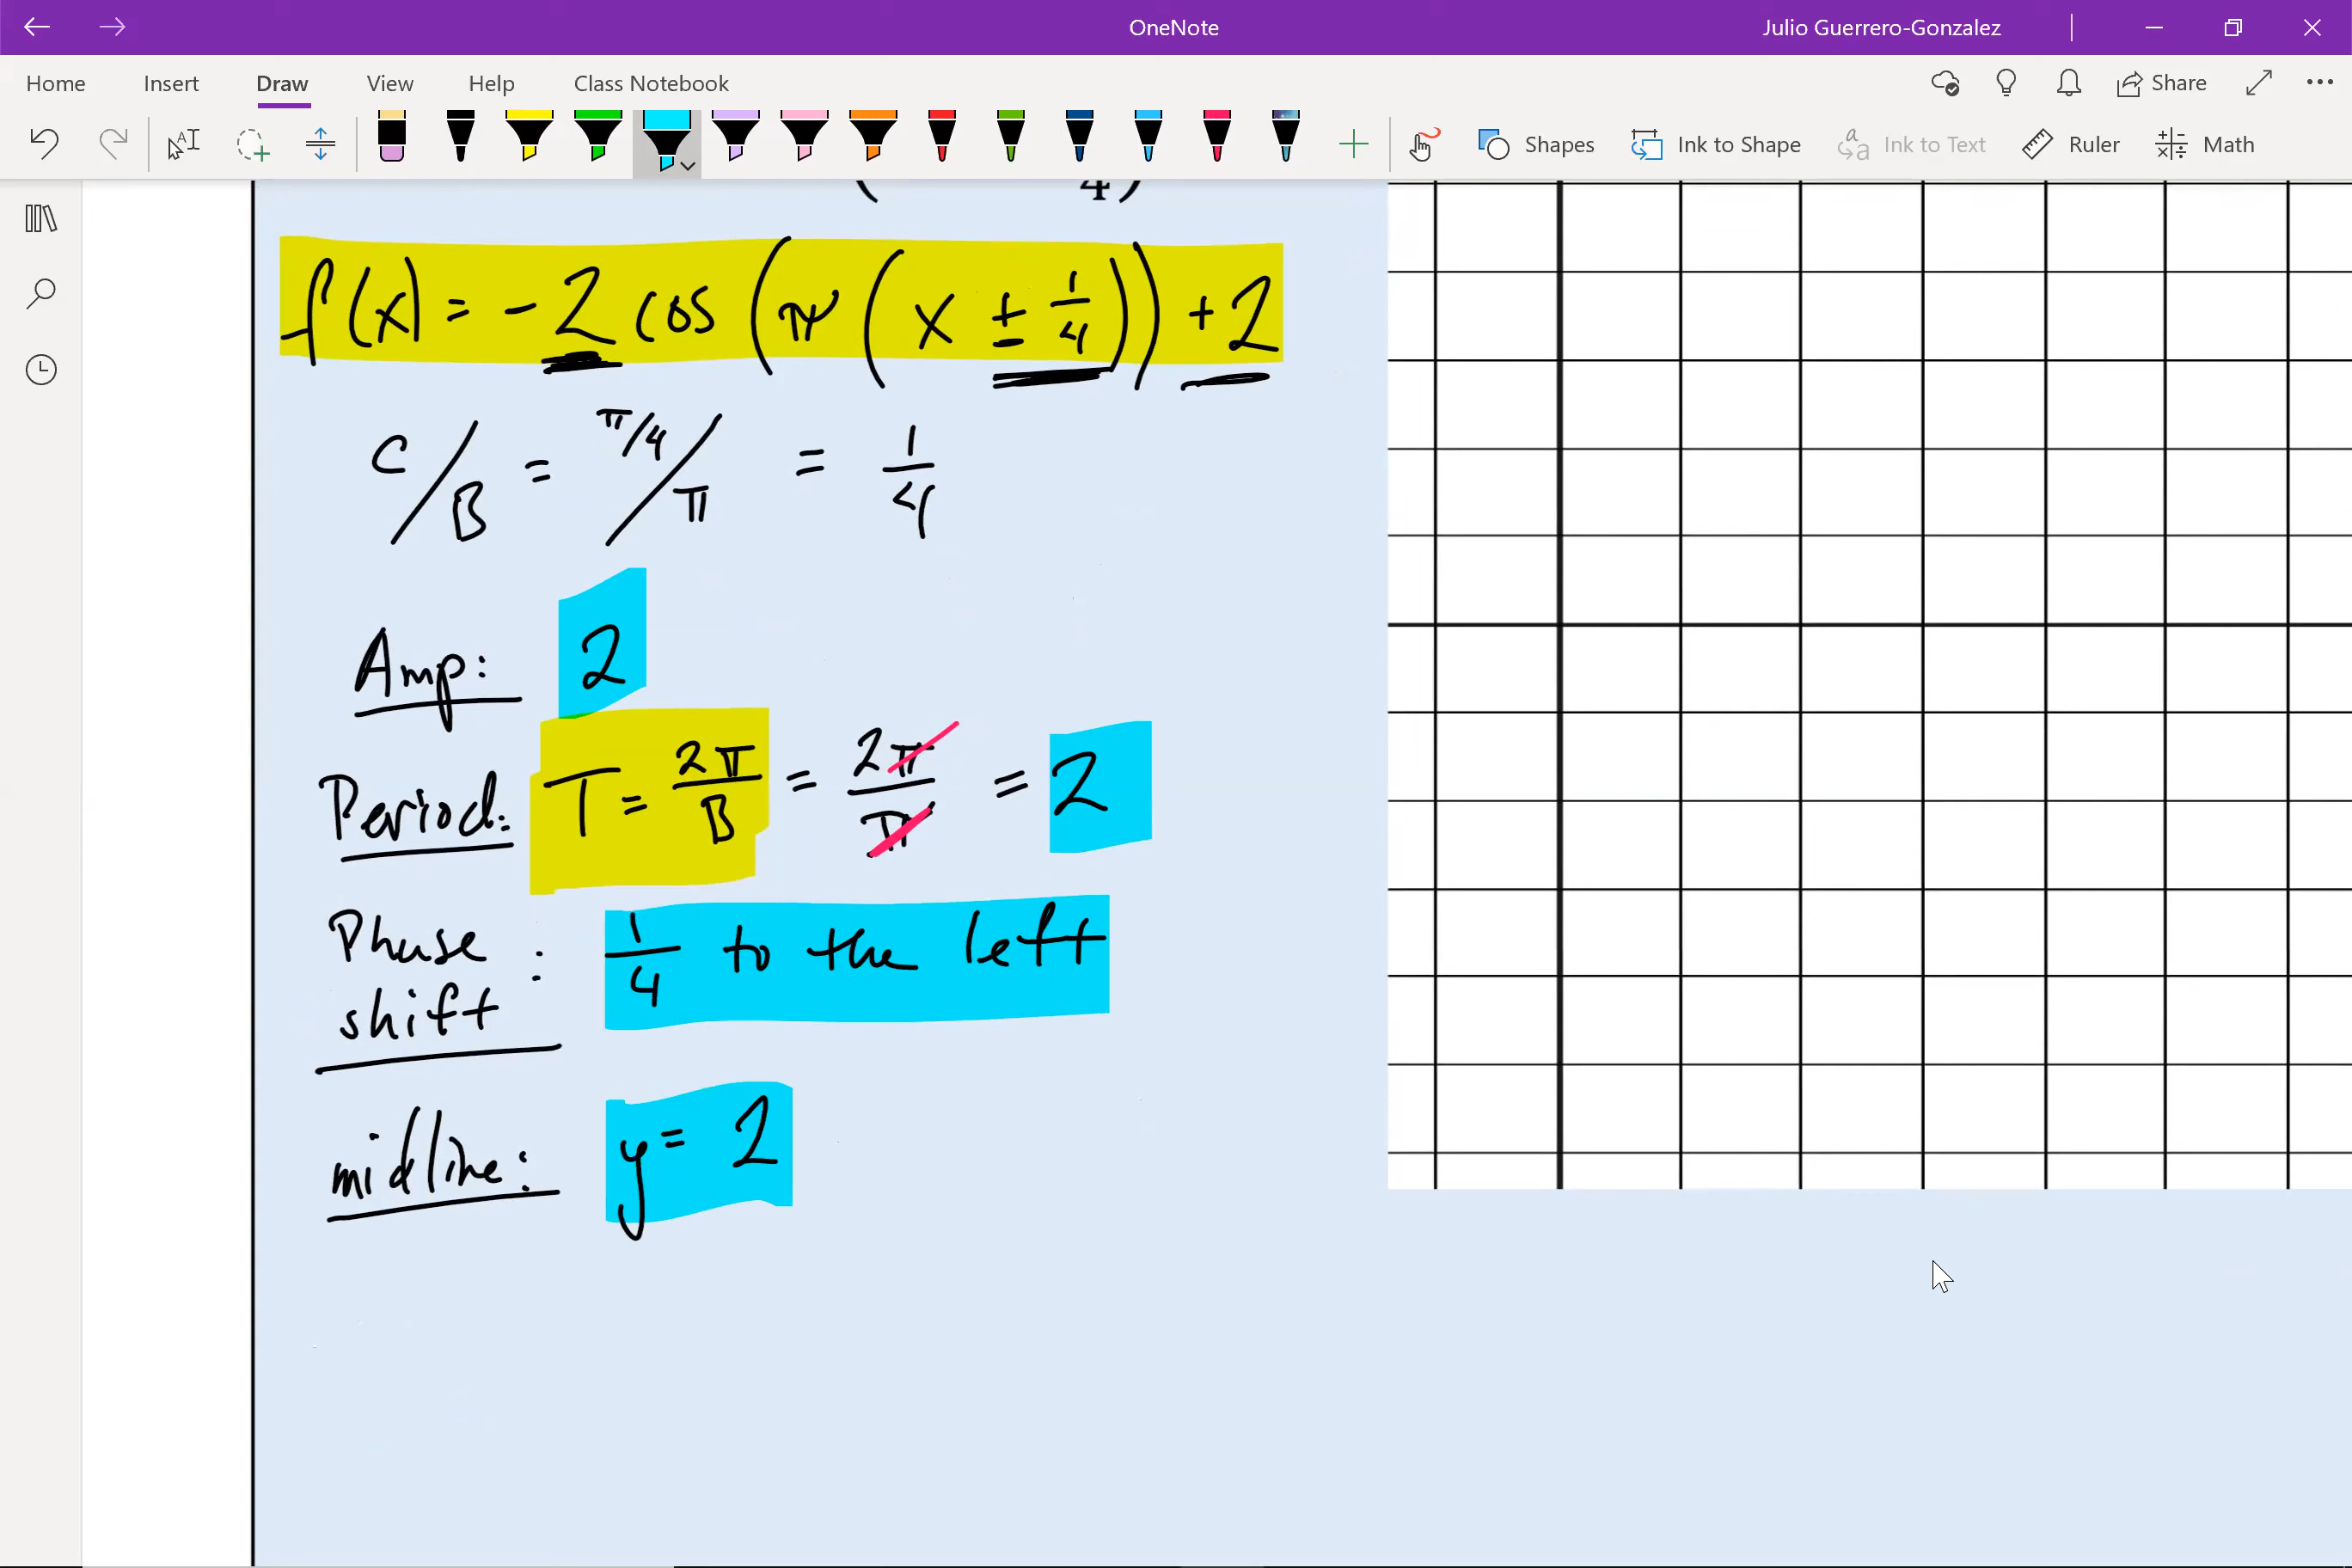 OneNote
Julio Guerrero-Gonzalez
Home Insert Draw View Help Class Notebook Share
Shapes Ink to Shape Ink to Text Ruler Math
( 4)
f(x) = -2 cos(π(x ± 1/4)) + 2
C/B = π/4/π = 1/4
Amp: 2
Period: T = 2π/B = 2π/π = 2
Phase shift : 1/4 to the left
midline: y = 2